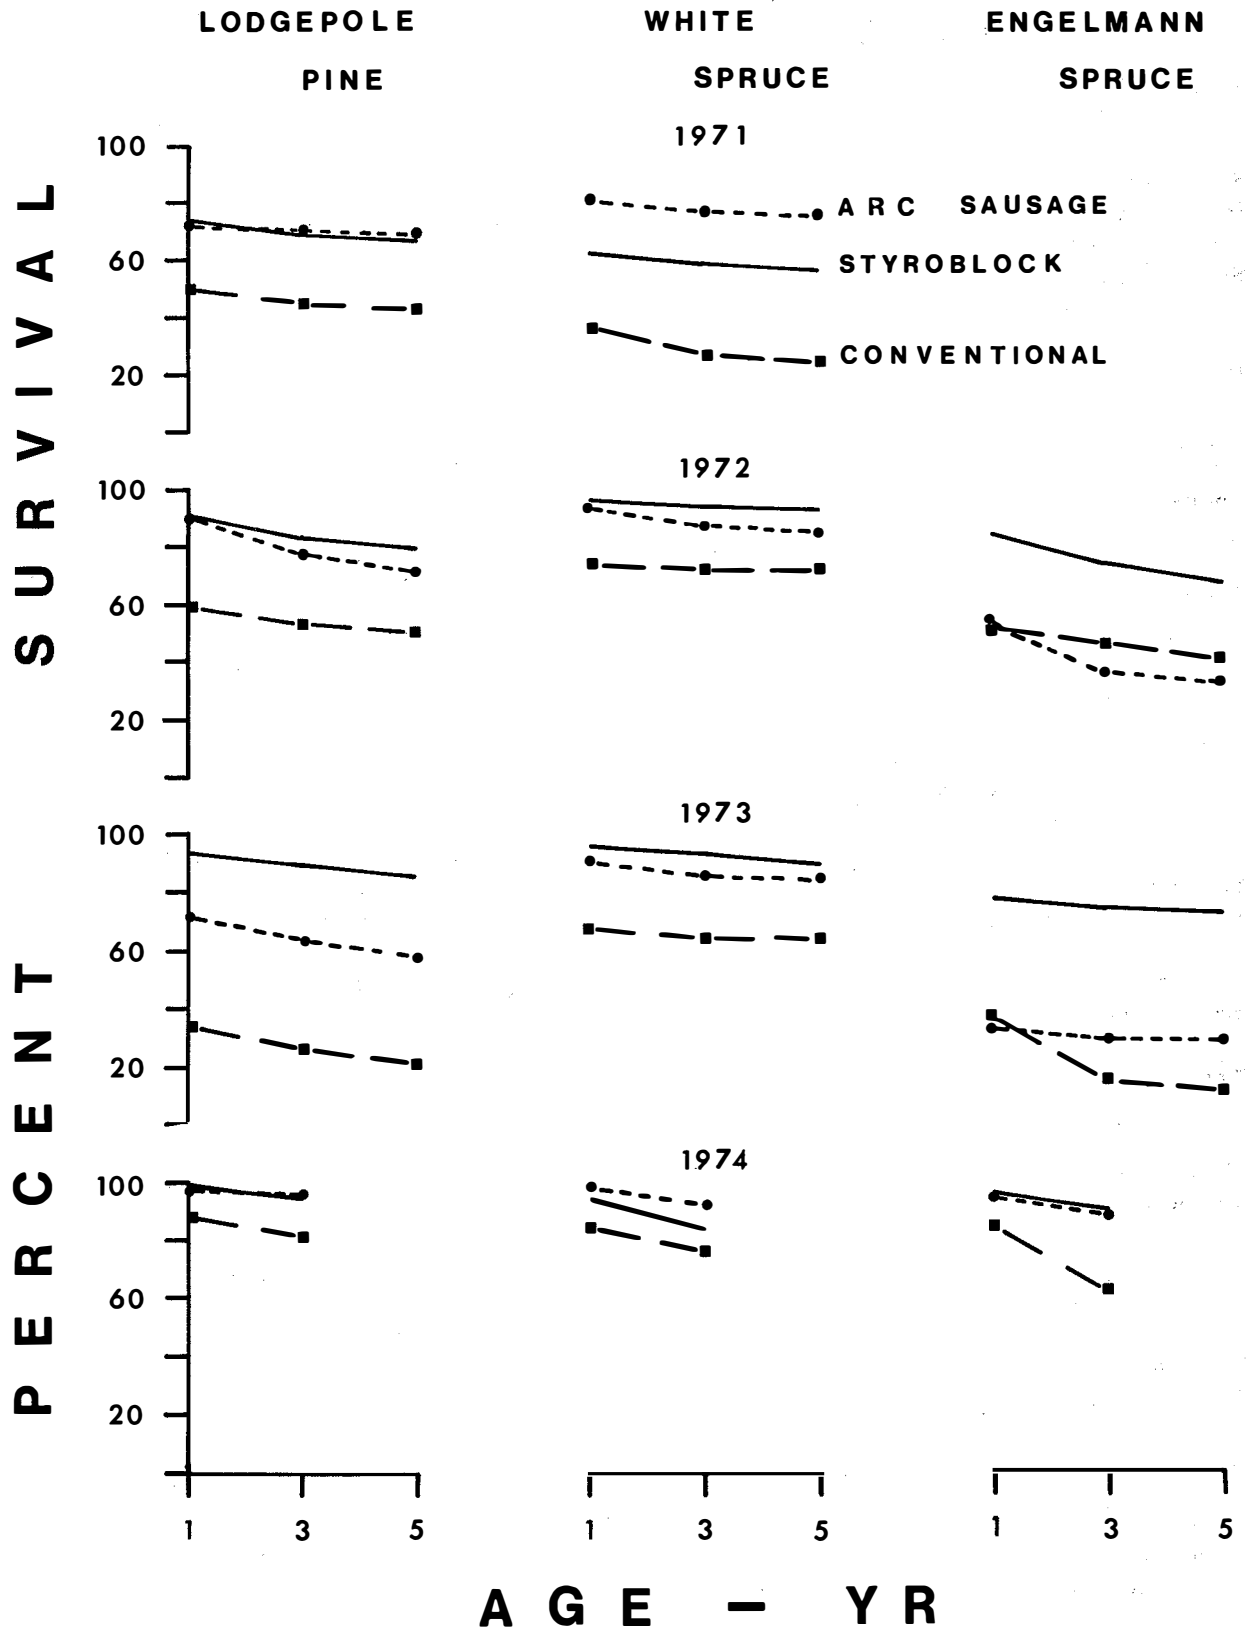 LODGEPOLE PINE
WHITE SPRUCE
ENGELMANN SPRUCE
PERCENT SURVIVAL
1971
100
60
20
ARC SAUSAGE
STYROBLOCK
CONVENTIONAL
1972
100
60
20
1973
100
60
20
1974
100
60
20
1 3 5
1 3 5
1 3 5
AGE – YR